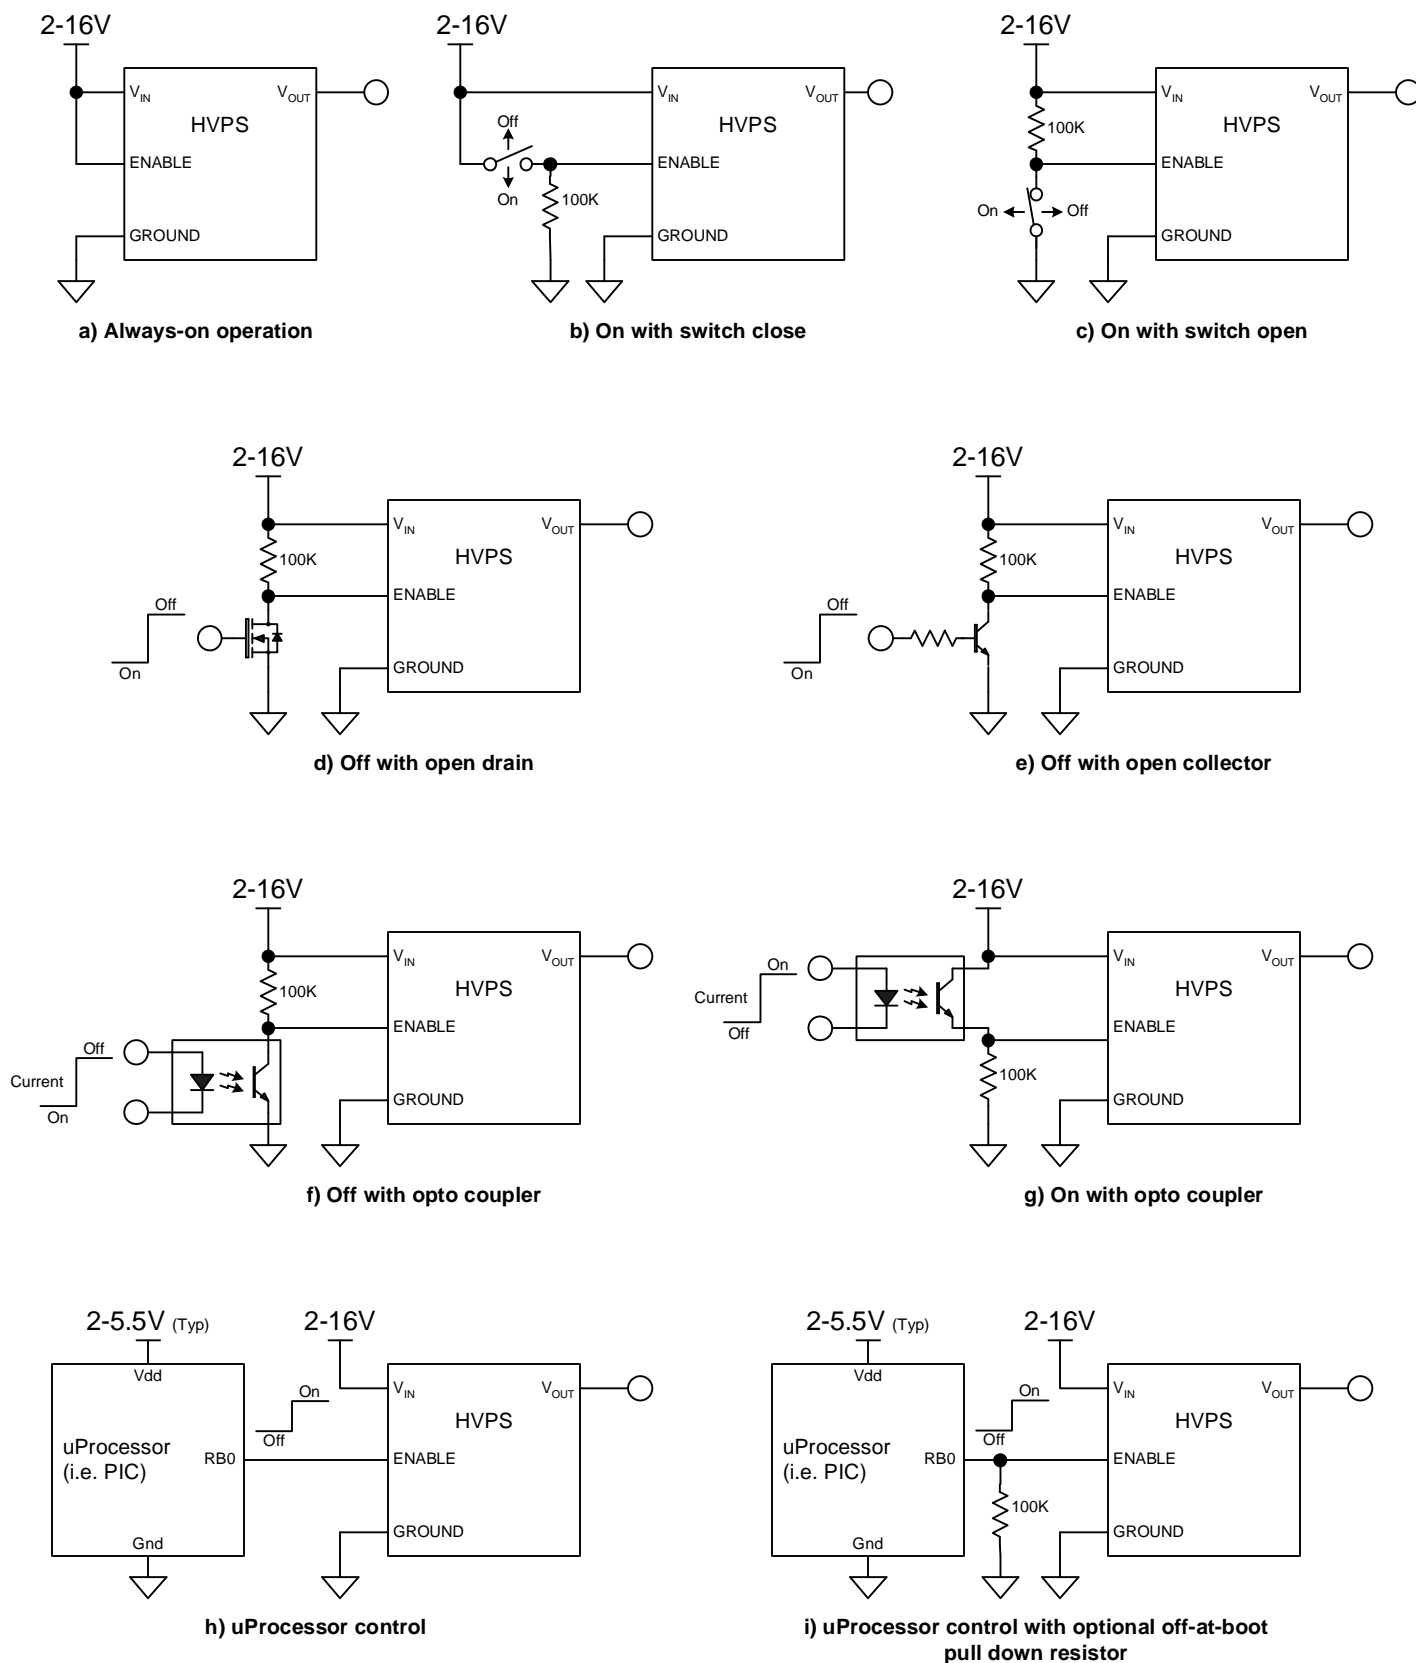 2-16V
VIN
VOUT
HVPS
ENABLE
GROUND
a) Always-on operation
2-16V
VIN
VOUT
HVPS
Off
On
100K
ENABLE
GROUND
b) On with switch close
2-16V
VIN
VOUT
HVPS
100K
ENABLE
On
Off
GROUND
c) On with switch open
2-16V
VIN
VOUT
HVPS
100K
ENABLE
Off
On
GROUND
d) Off with open drain
2-16V
VIN
VOUT
HVPS
100K
ENABLE
Off
On
GROUND
e) Off with open collector
2-16V
VIN
VOUT
HVPS
100K
ENABLE
Off
Current
On
GROUND
f) Off with opto coupler
2-16V
VIN
VOUT
HVPS
On
Current
Off
ENABLE
100K
GROUND
g) On with opto coupler
2-5.5V (Typ)
2-16V
Vdd
VIN
VOUT
On
Off
HVPS
uProcessor
(i.e. PIC)
RB0
ENABLE
GROUND
Gnd
h) uProcessor control
2-5.5V (Typ)
2-16V
Vdd
VIN
VOUT
On
Off
HVPS
uProcessor
(i.e. PIC)
RB0
ENABLE
100K
GROUND
Gnd
i) uProcessor control with optional off-at-boot
pull down resistor